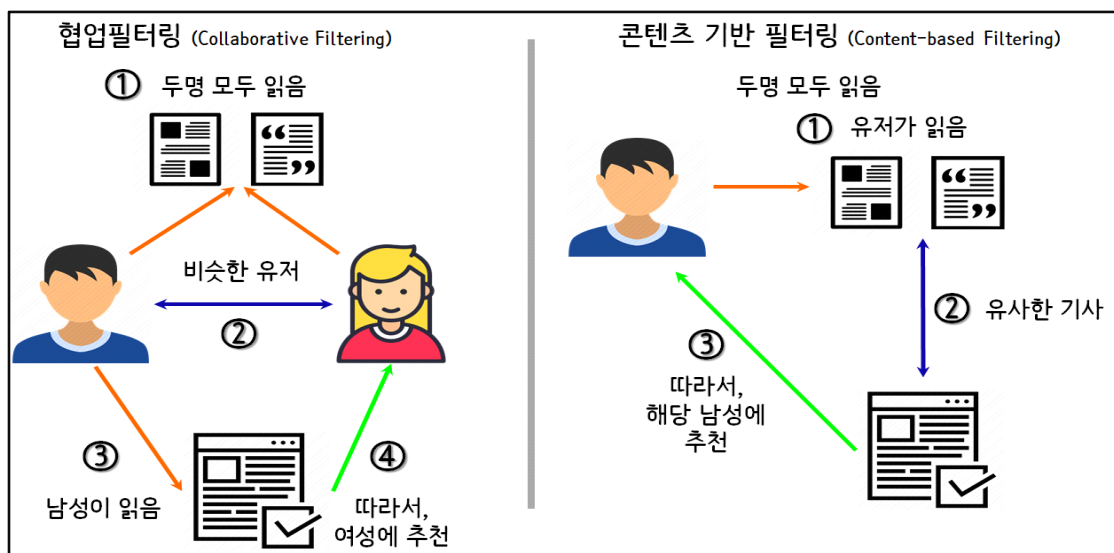 협업필터링 (Collaborative Filtering)
① 두명 모두 읽음
비슷한 유저
②
③
남성이 읽음
④
따라서,
여성에 추천
콘텐츠 기반 필터링 (Content-based Filtering)
두명 모두 읽음
① 유저가 읽음
② 유사한 기사
③
따라서,
해당 남성에
추천